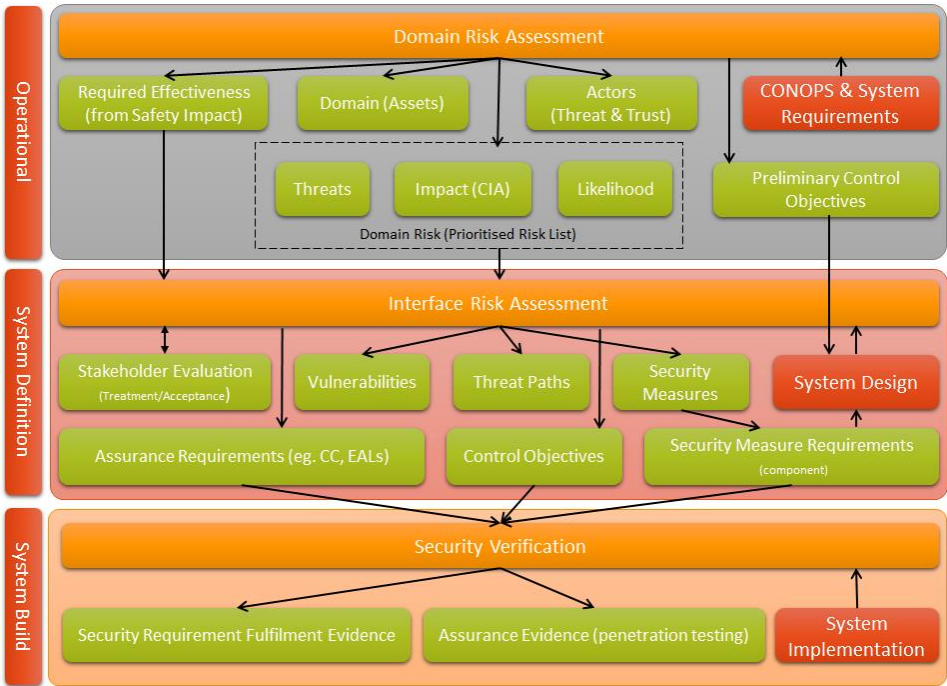 Operational
Domain Risk Assessment
Required Effectiveness
(from Safety Impact)
Domain (Assets)
Actors
(Threat & Trust)
CONOPS & System
Requirements
Threats
Impact (CIA)
Likelihood
Domain Risk (Prioritised Risk List)
Preliminary Control
Objectives
System Definition
Interface Risk Assessment
Stakeholder Evaluation
(Treatment/Acceptance)
Vulnerabilities
Threat Paths
Security
Measures
System Design
Assurance Requirements (eg. CC, EALs)
Control Objectives
Security Measure Requirements
(component)
System Build
Security Verification
Security Requirement Fulfilment Evidence
Assurance Evidence (penetration testing)
System
Implementation